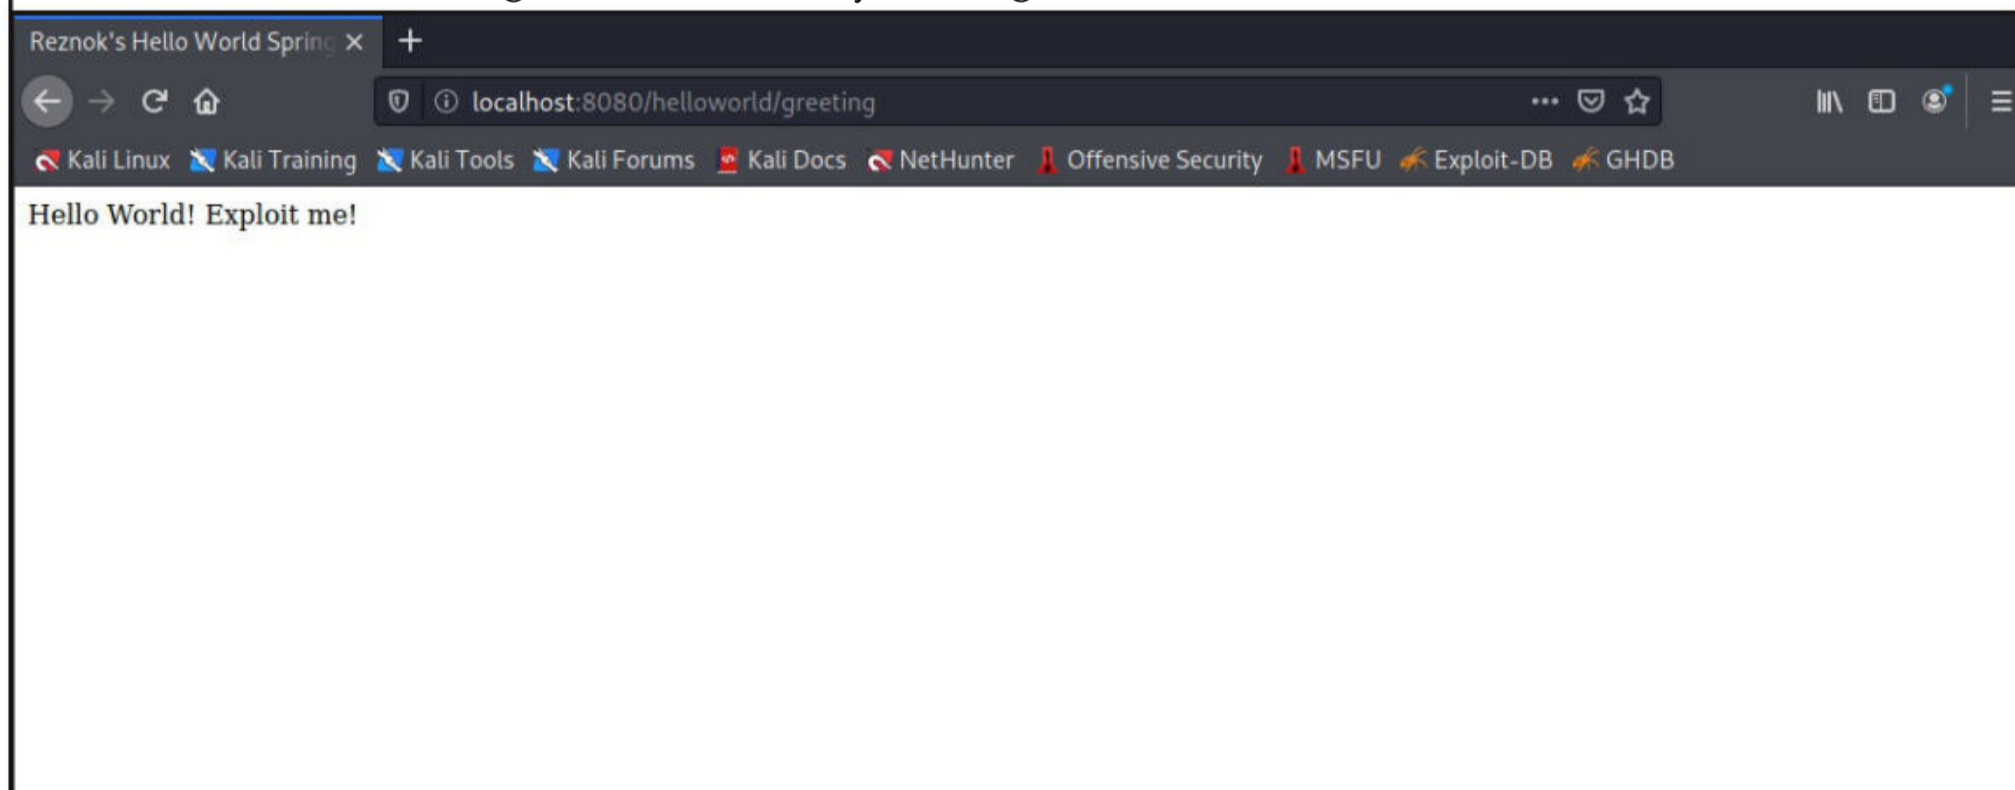 Reznok's Hello World Spring
localhost:8080/helloworld/greeting
Kali Linux Kali Training Kali Tools Kali Forums Kali Docs NetHunter Offensive Security MSFU Exploit-DB GHDB
Hello World! Exploit me!